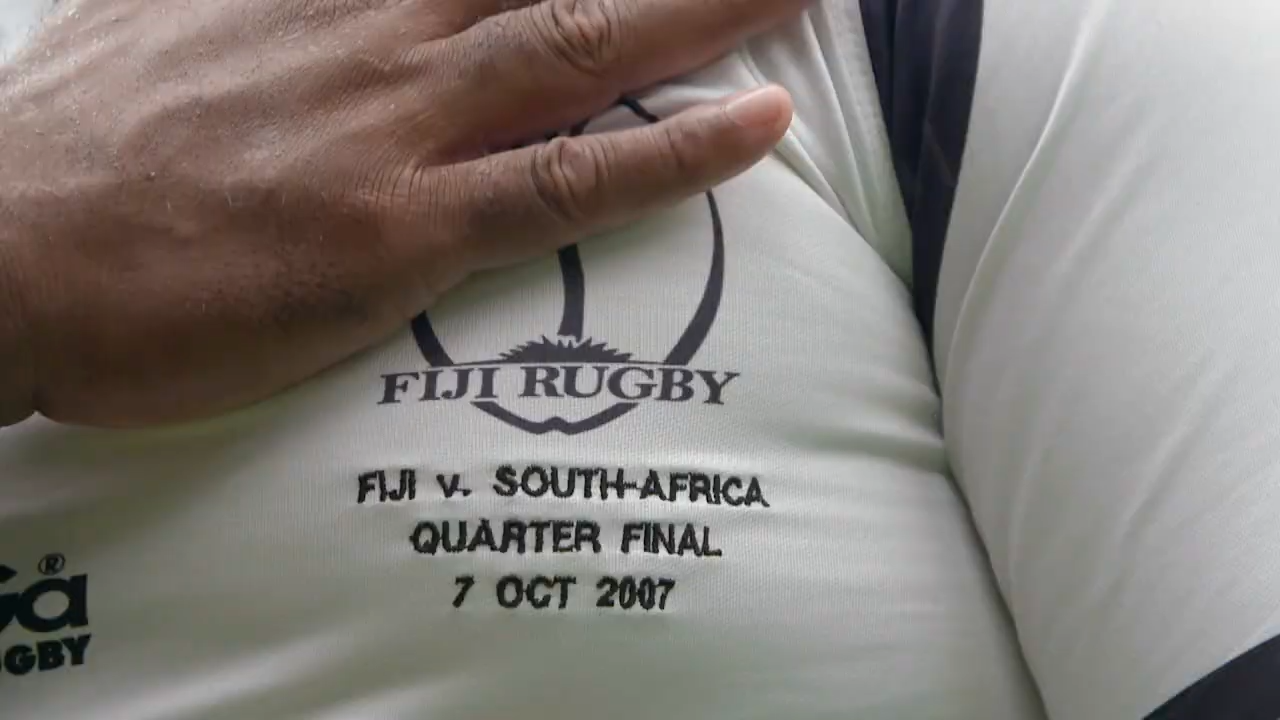 FIJI RUGBY
FIJI v. SOUTH-AFRICA
QUARTER FINAL
7 OCT 2007
®